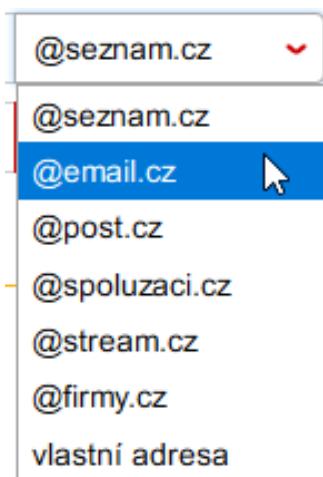 @seznam.cz
@seznam.cz
@email.cz
@post.cz
@spoluzaci.cz
@stream.cz
@firmy.cz
vlastní adresa